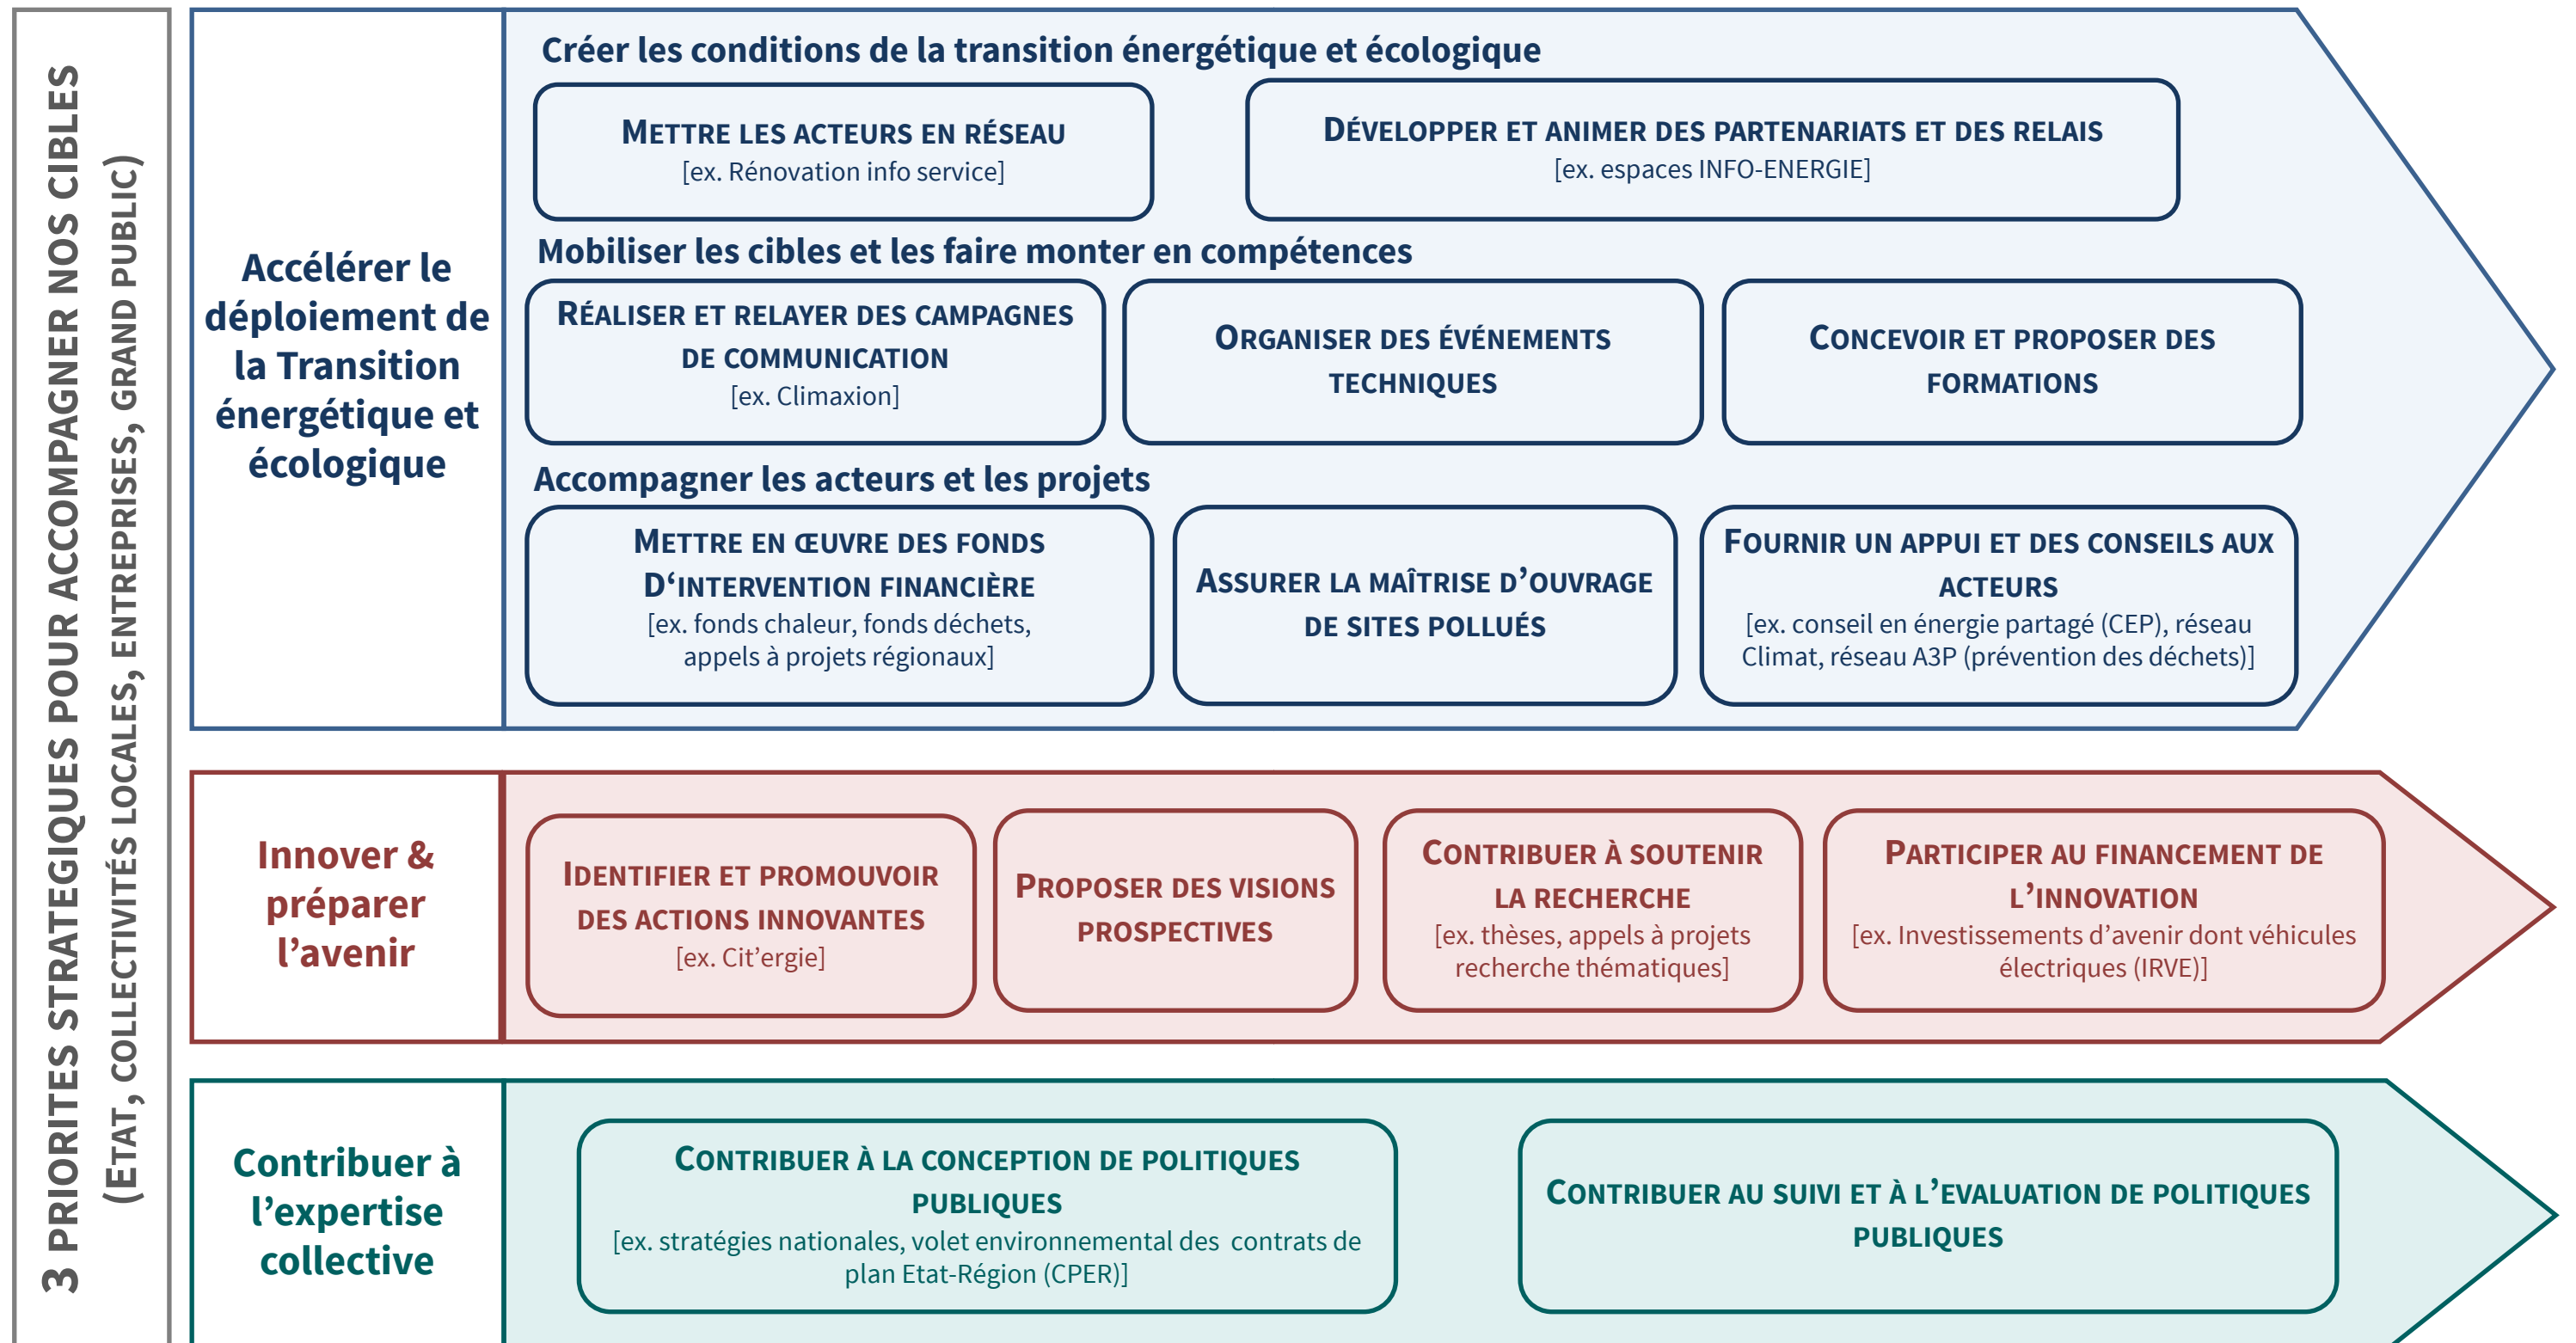 3 PRIORITES STRATEGIQUES POUR ACCOMPAGNER NOS CIBLES
(ETAT, COLLECTIVITÉS LOCALES, ENTREPRISES, GRAND PUBLIC)
Accélérer le
déploiement de
la Transition
énergétique et
écologique
Créer les conditions de la transition énergétique et écologique
METTRE LES ACTEURS EN RÉSEAU
[ex. Rénovation info service]
DÉVELOPPER ET ANIMER DES PARTENARIATS ET DES RELAIS
[ex. espaces INFO-ENERGIE]
Mobiliser les cibles et les faire monter en compétences
RÉALISER ET RELAYER DES CAMPAGNES
DE COMMUNICATION
[ex. Climaxion]
ORGANISER DES ÉVÉNEMENTS
TECHNIQUES
CONCEVOIR ET PROPOSER DES
FORMATIONS
Accompagner les acteurs et les projets
METTRE EN ŒUVRE DES FONDS
D‘INTERVENTION FINANCIÈRE
[ex. fonds chaleur, fonds déchets,
appels à projets régionaux]
ASSURER LA MAÎTRISE D’OUVRAGE
DE SITES POLLUÉS
FOURNIR UN APPUI ET DES CONSEILS AUX
ACTEURS
[ex. conseil en énergie partagé (CEP), réseau
Climat, réseau A3P (prévention des déchets)]
Innover &
préparer
l’avenir
IDENTIFIER ET PROMOUVOIR
DES ACTIONS INNOVANTES
[ex. Cit’ergie]
PROPOSER DES VISIONS
PROSPECTIVES
CONTRIBUER À SOUTENIR
LA RECHERCHE
[ex. thèses, appels à projets
recherche thématiques]
PARTICIPER AU FINANCEMENT DE
L’INNOVATION
[ex. Investissements d’avenir dont véhicules
électriques (IRVE)]
Contribuer à
l’expertise
collective
CONTRIBUER À LA CONCEPTION DE POLITIQUES
PUBLIQUES
[ex. stratégies nationales, volet environnemental des  contrats de
plan Etat-Région (CPER)]
CONTRIBUER AU SUIVI ET À L’EVALUATION DE POLITIQUES
PUBLIQUES